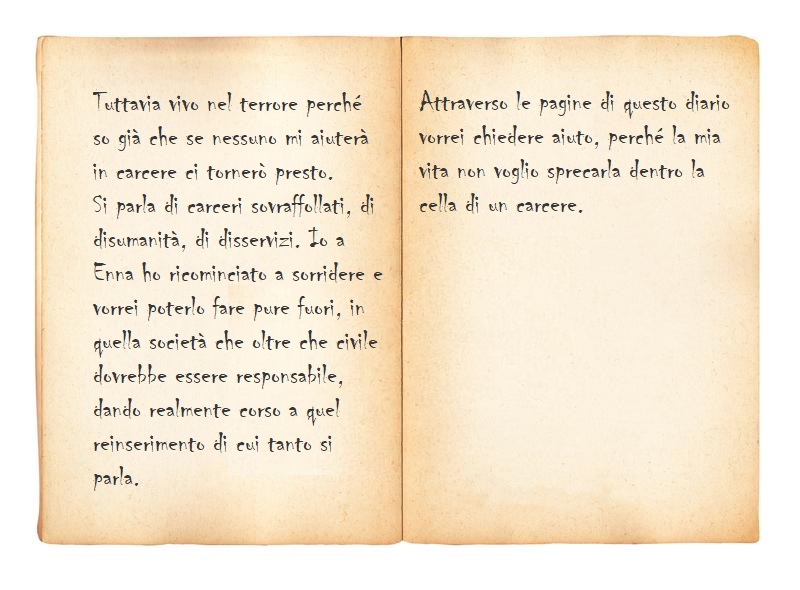 Tuttavia vivo nel terrore perché
so già che se nessuno mi aiuterà
in carcere ci tornerò presto.
Si parla di carceri sovraffollati, di
disumanità, di disservizi. Io a
Enna ho ricominciato a sorridere e
vorrei poterlo fare pure fuori, in
quella società che oltre che civile
dovrebbe essere responsabile,
dando realmente corso a quel
reinserimento di cui tanto si
parla.
Attraverso le pagine di questo diario
vorrei chiedere aiuto, perché la mia
vita non voglio sprecarla dentro la
cella di un carcere.